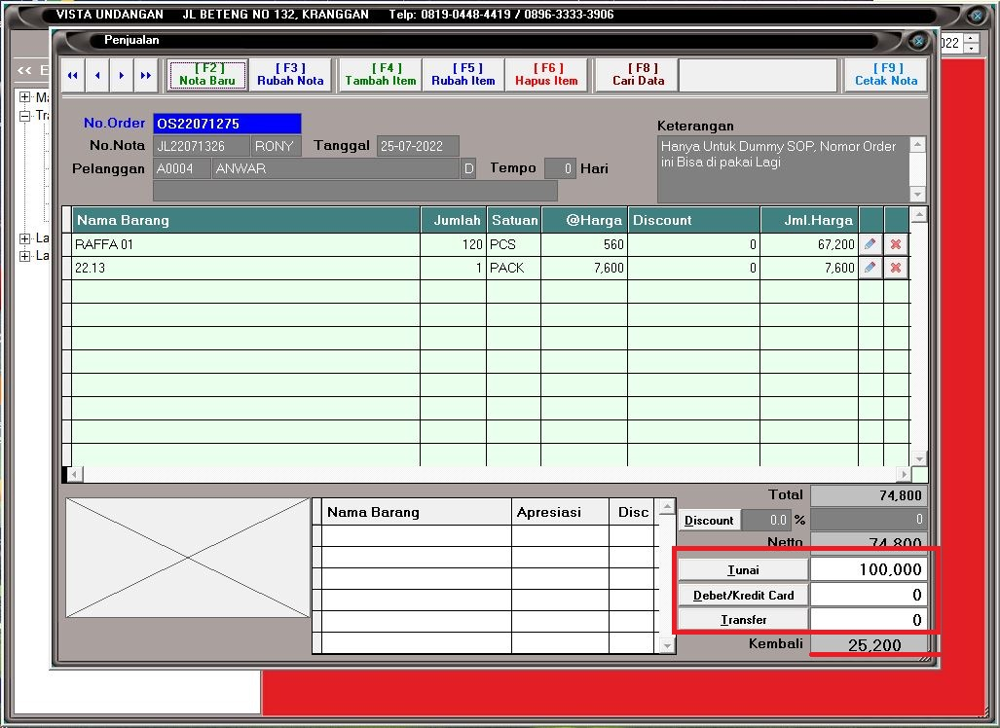 VISTA UNDANGAN JL BETENG NO 132, KRANGGAN Telp: 0819-0448-4419 / 0896-3333-3906
Penjualan
022
<< E
[ F2 ] Nota Baru
[ F3 ] Rubah Nota
[ F4 ] Tambah Item
[ F5 ] Rubah Item
[ F6 ] Hapus Item
[ F8 ] Cari Data
[ F9 ] Cetak Nota
Ma
Tra
La
La
No.Order OS22071275
No.Nota JL22071326 RONY Tanggal 25-07-2022
Pelanggan A0004 ANWAR D Tempo 0 Hari
Keterangan
Hanya Untuk Dummy SOP, Nomor Order
ini Bisa di pakai Lagi
Nama Barang Jumlah Satuan @Harga Discount Jml.Harga
RAFFA 01 120 PCS 560 0 67,200
22.13 1 PACK 7,600 0 7,600
Nama Barang Apresiasi Disc
Total 74,800
Discount 0.0 % 0
Netto 74,800
Tunai 100,000
Debet/Kredit Card 0
Transfer 0
Kembali 25,200